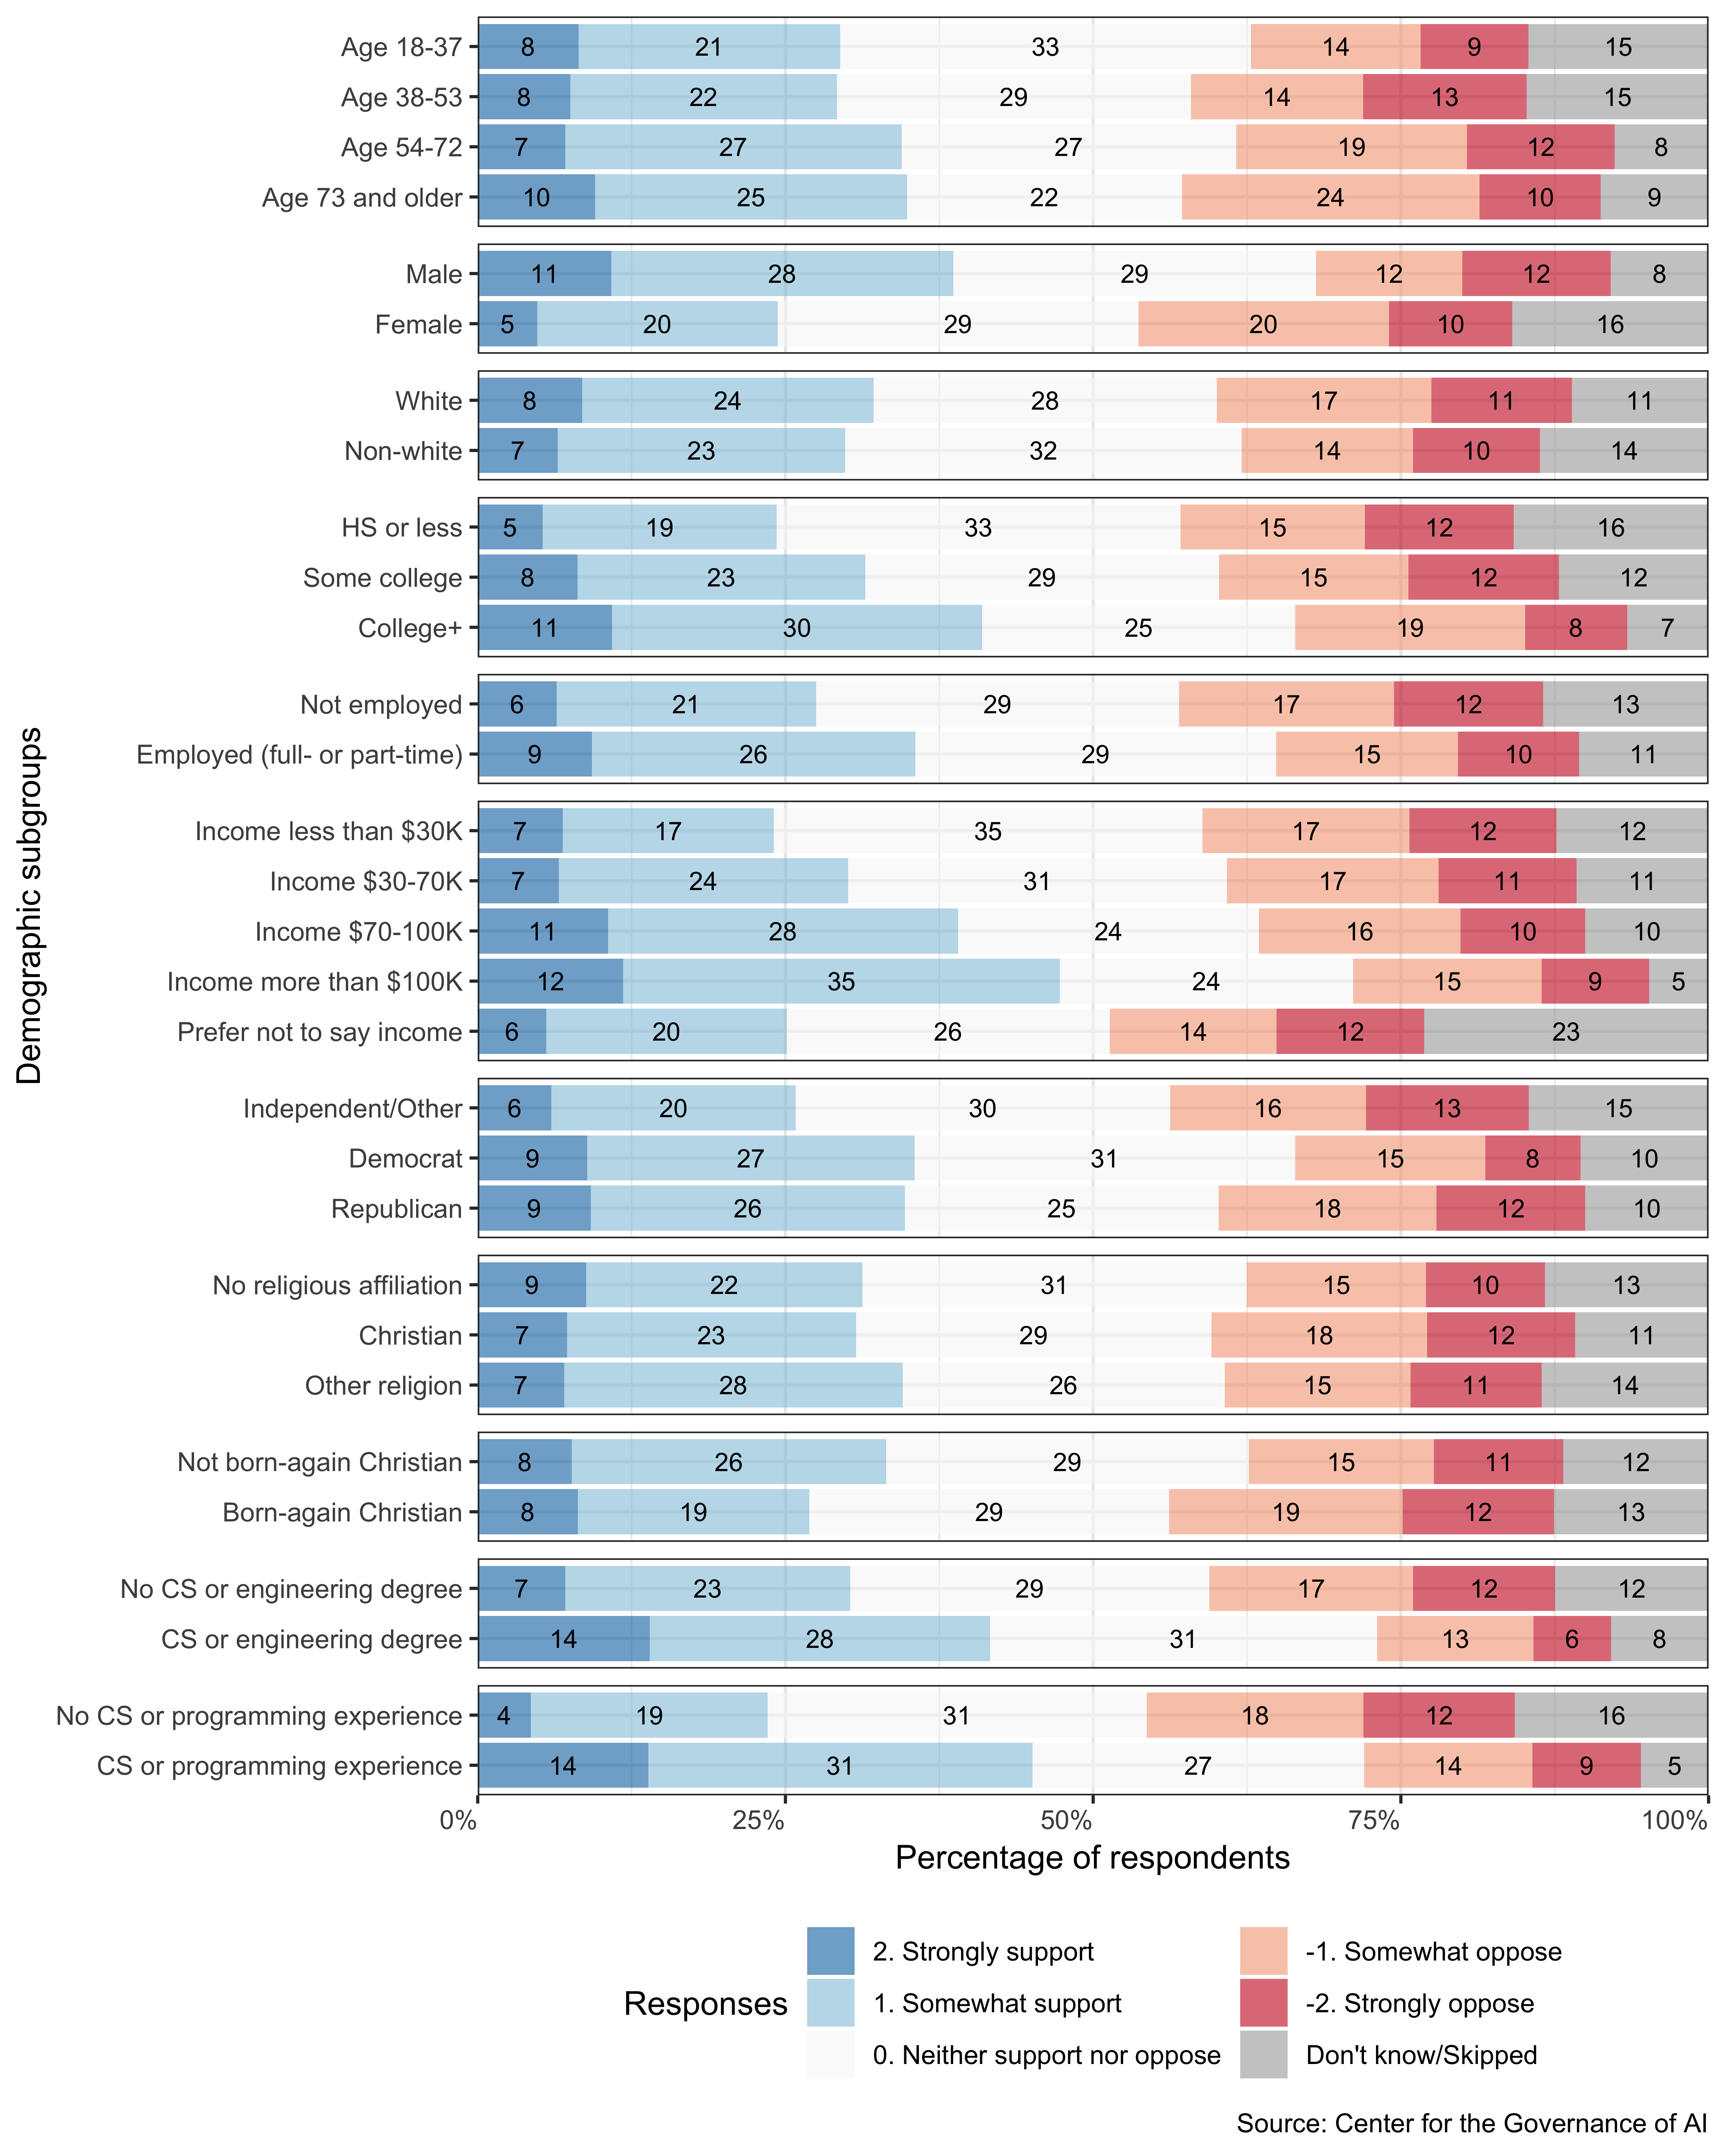 Demographic subgroups
Age 18-37 8 21 33 14 9 15
Age 38-53 8 22 29 14 13 15
Age 54-72 7 27 27 19 12 8
Age 73 and older 10 25 22 24 10 9
Male 11 28 29 12 12 8
Female 5 20 29 20 10 16
White 8 24 28 17 11 11
Non-white 7 23 32 14 10 14
HS or less 5 19 33 15 12 16
Some college 8 23 29 15 12 12
College+ 11 30 25 19 8 7
Not employed 6 21 29 17 12 13
Employed (full- or part-time) 9 26 29 15 10 11
Income less than $30K 7 17 35 17 12 12
Income $30-70K 7 24 31 17 11 11
Income $70-100K 11 28 24 16 10 10
Income more than $100K 12 35 24 15 9 5
Prefer not to say income 6 20 26 14 12 23
Independent/Other 6 20 30 16 13 15
Democrat 9 27 31 15 8 10
Republican 9 26 25 18 12 10
No religious affiliation 9 22 31 15 10 13
Christian 7 23 29 18 12 11
Other religion 7 28 26 15 11 14
Not born-again Christian 8 26 29 15 11 12
Born-again Christian 8 19 29 19 12 13
No CS or engineering degree 7 23 29 17 12 12
CS or engineering degree 14 28 31 13 6 8
No CS or programming experience 4 19 31 18 12 16
CS or programming experience 14 31 27 14 9 5
0% 25% 50% 75% 100%
Percentage of respondents
Responses
2. Strongly support
1. Somewhat support
0. Neither support nor oppose
-1. Somewhat oppose
-2. Strongly oppose
Don't know/Skipped
Source: Center for the Governance of AI